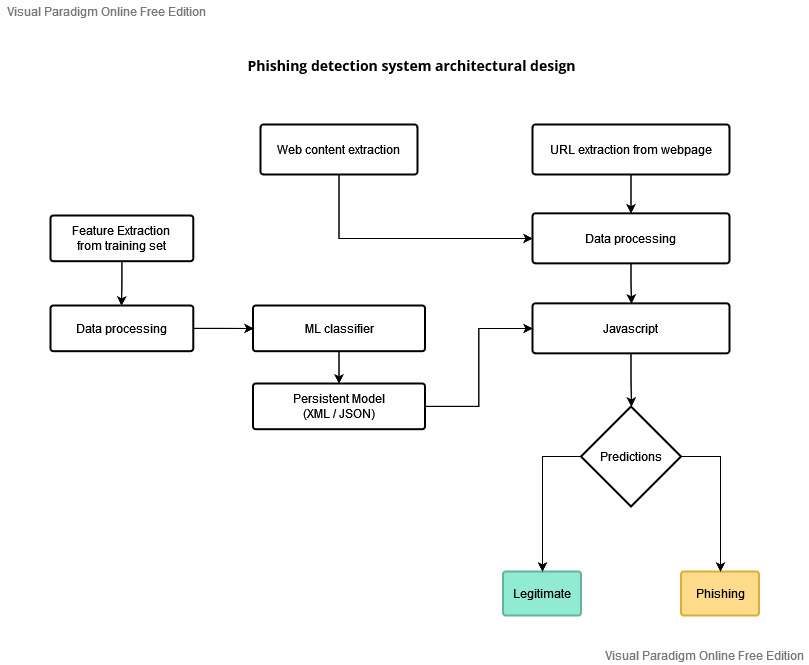 Visual Paradigm Online Free Edition
Phishing detection system architectural design
Web content extraction
URL extraction from webpage
Feature Extraction
from training set
Data processing
Data processing
ML classifier
Javascript
Persistent Model
(XML / JSON)
Predictions
Legitimate
Phishing
Visual Paradigm Online Free Edition